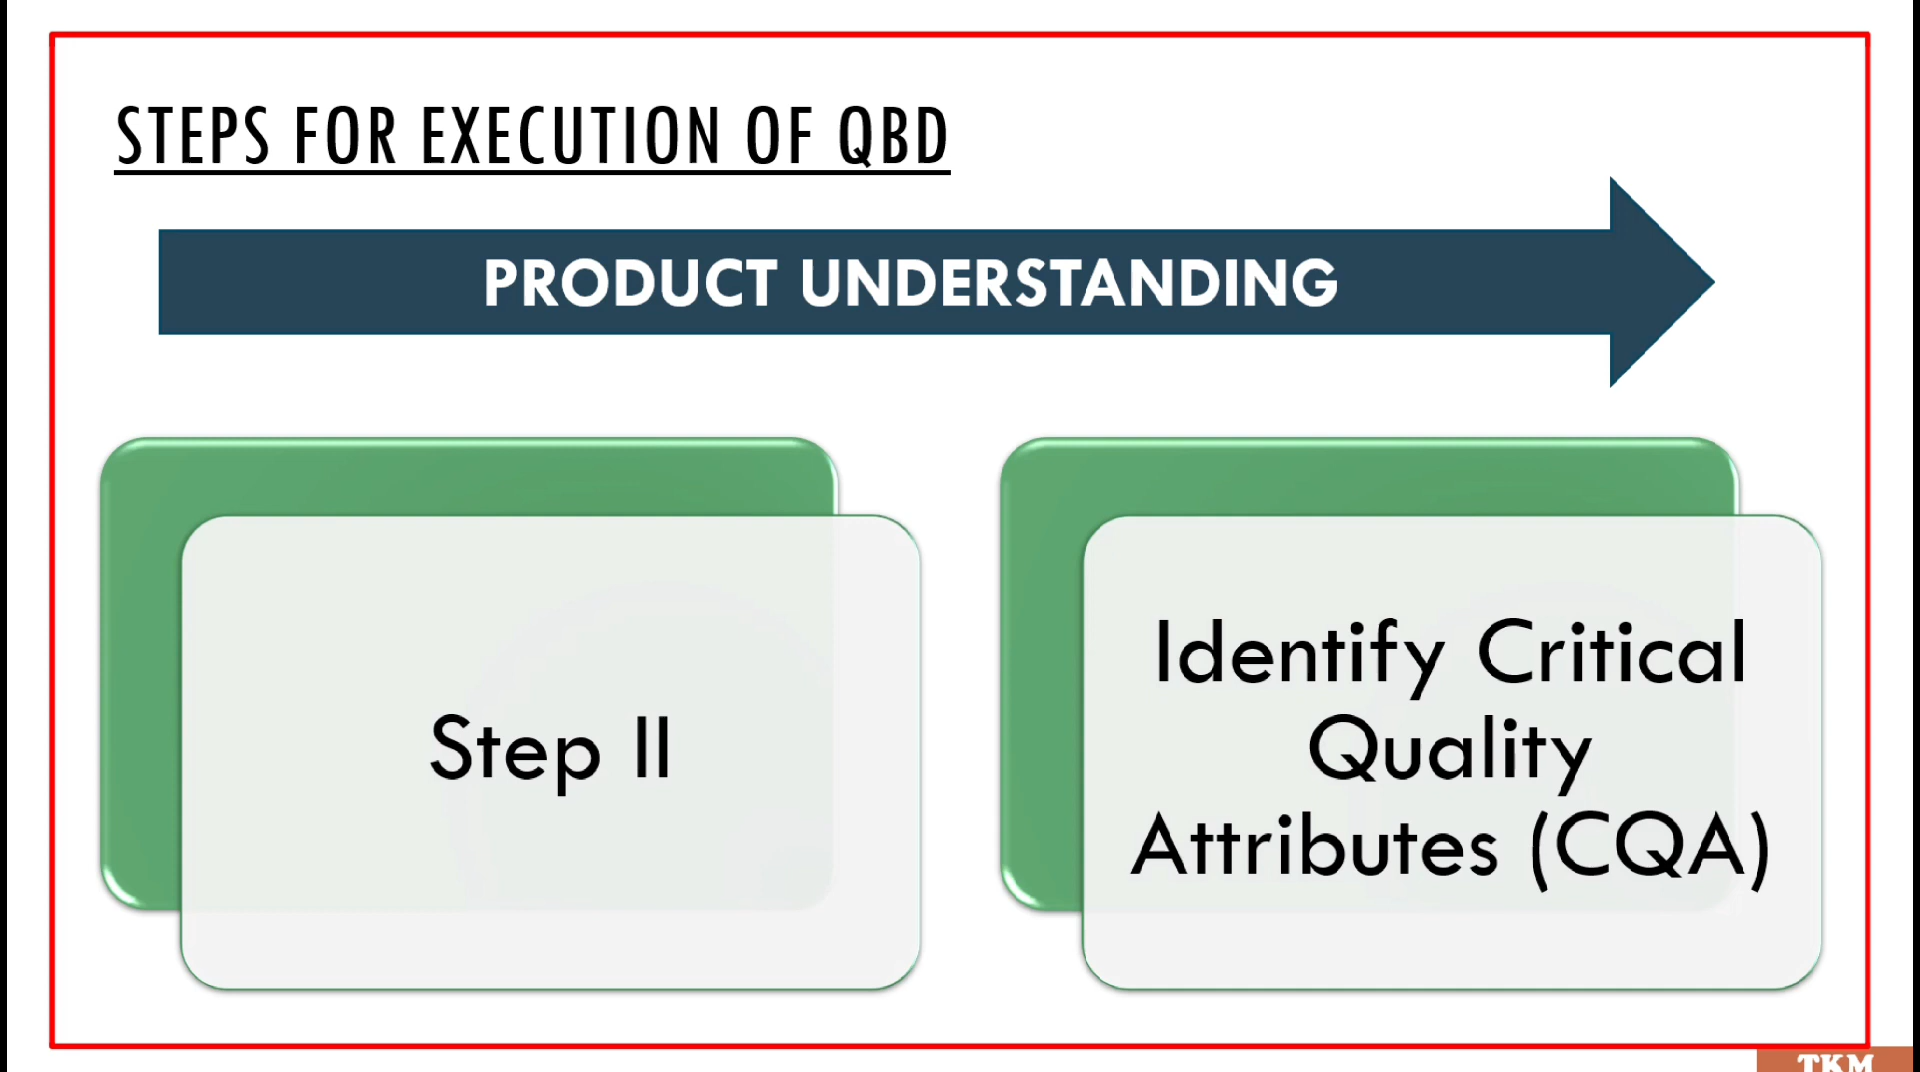 STEPS FOR EXECUTION OF QBD
PRODUCT UNDERSTANDING
Step II
Identify Critical
Quality
Attributes (CQA)
TKM